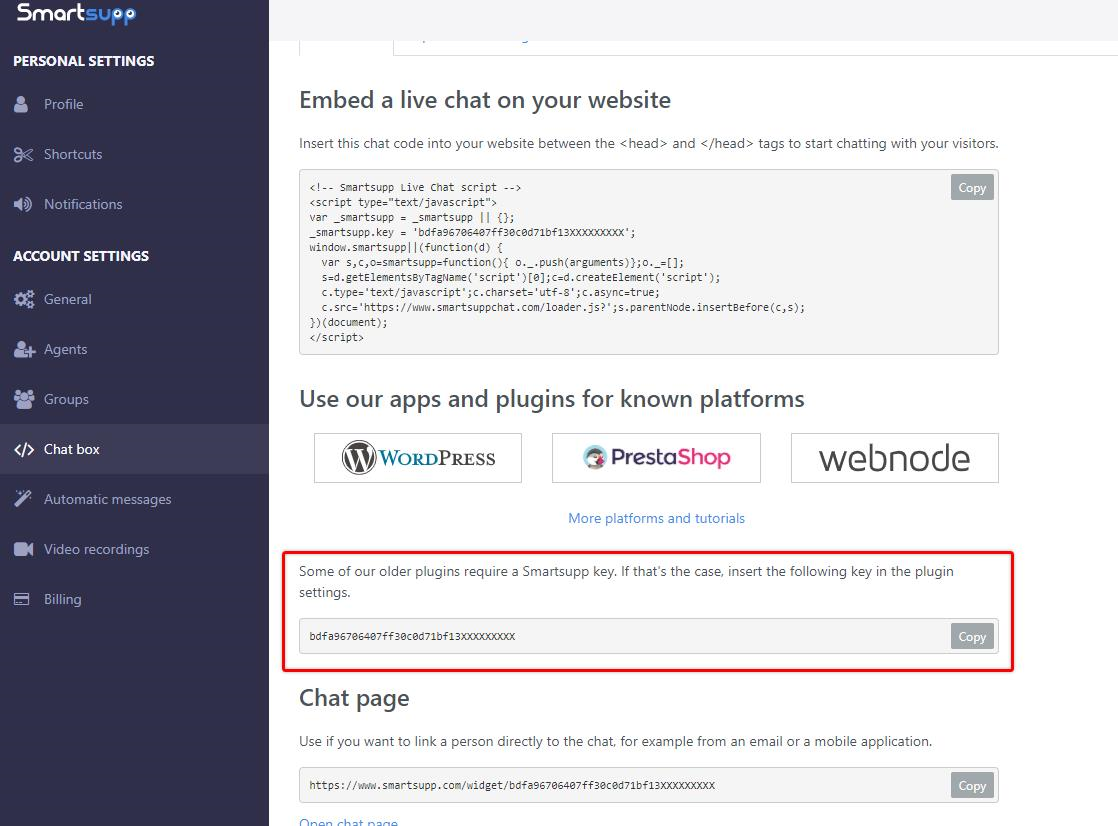 Smartsupp
PERSONAL SETTINGS
Profile
Shortcuts
Notifications
ACCOUNT SETTINGS
General
Agents
Groups
Chat box
Automatic messages
Video recordings
Billing
Embed a live chat on your website
Insert this chat code into your website between the <head> and </head> tags to start chatting with your visitors.
Copy
<!-- Smartsupp Live Chat script -->
<script type="text/javascript">
var _smartsupp = _smartsupp || {};
_smartsupp.key = 'bdfa96706407ff30c0d71bf13XXXXXXXXX';
window.smartsupp||(function(d) {
  var s,c,o=smartsupp=function(){ o._.push(arguments)};o._=[];
  s=d.getElementsByTagName('script')[0];c=d.createElement('script');
  c.type='text/javascript';c.charset='utf-8';c.async=true;
  c.src='https://www.smartsuppchat.com/loader.js?';s.parentNode.insertBefore(c,s);
})(document);
</script>
Use our apps and plugins for known platforms
WORDPRESS
PrestaShop
webnode
More platforms and tutorials
Some of our older plugins require a Smartsupp key. If that's the case, insert the following key in the plugin
settings.
bdfa96706407ff30c0d71bf13XXXXXXXXX
Copy
Chat page
Use if you want to link a person directly to the chat, for example from an email or a mobile application.
https://www.smartsupp.com/widget/bdfa96706407ff30c0d71bf13XXXXXXXXX
Copy
Open chat page